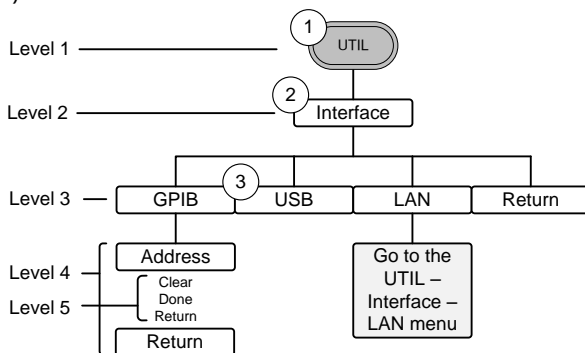 )
1
Level 1
UTIL
2
Level 2
Interface
3
Level 3
GPIB
USB
LAN
Return
Level 4
Address
Go to the
UTIL –
Interface –
LAN menu
Level 5
Clear
Done
Return
Return